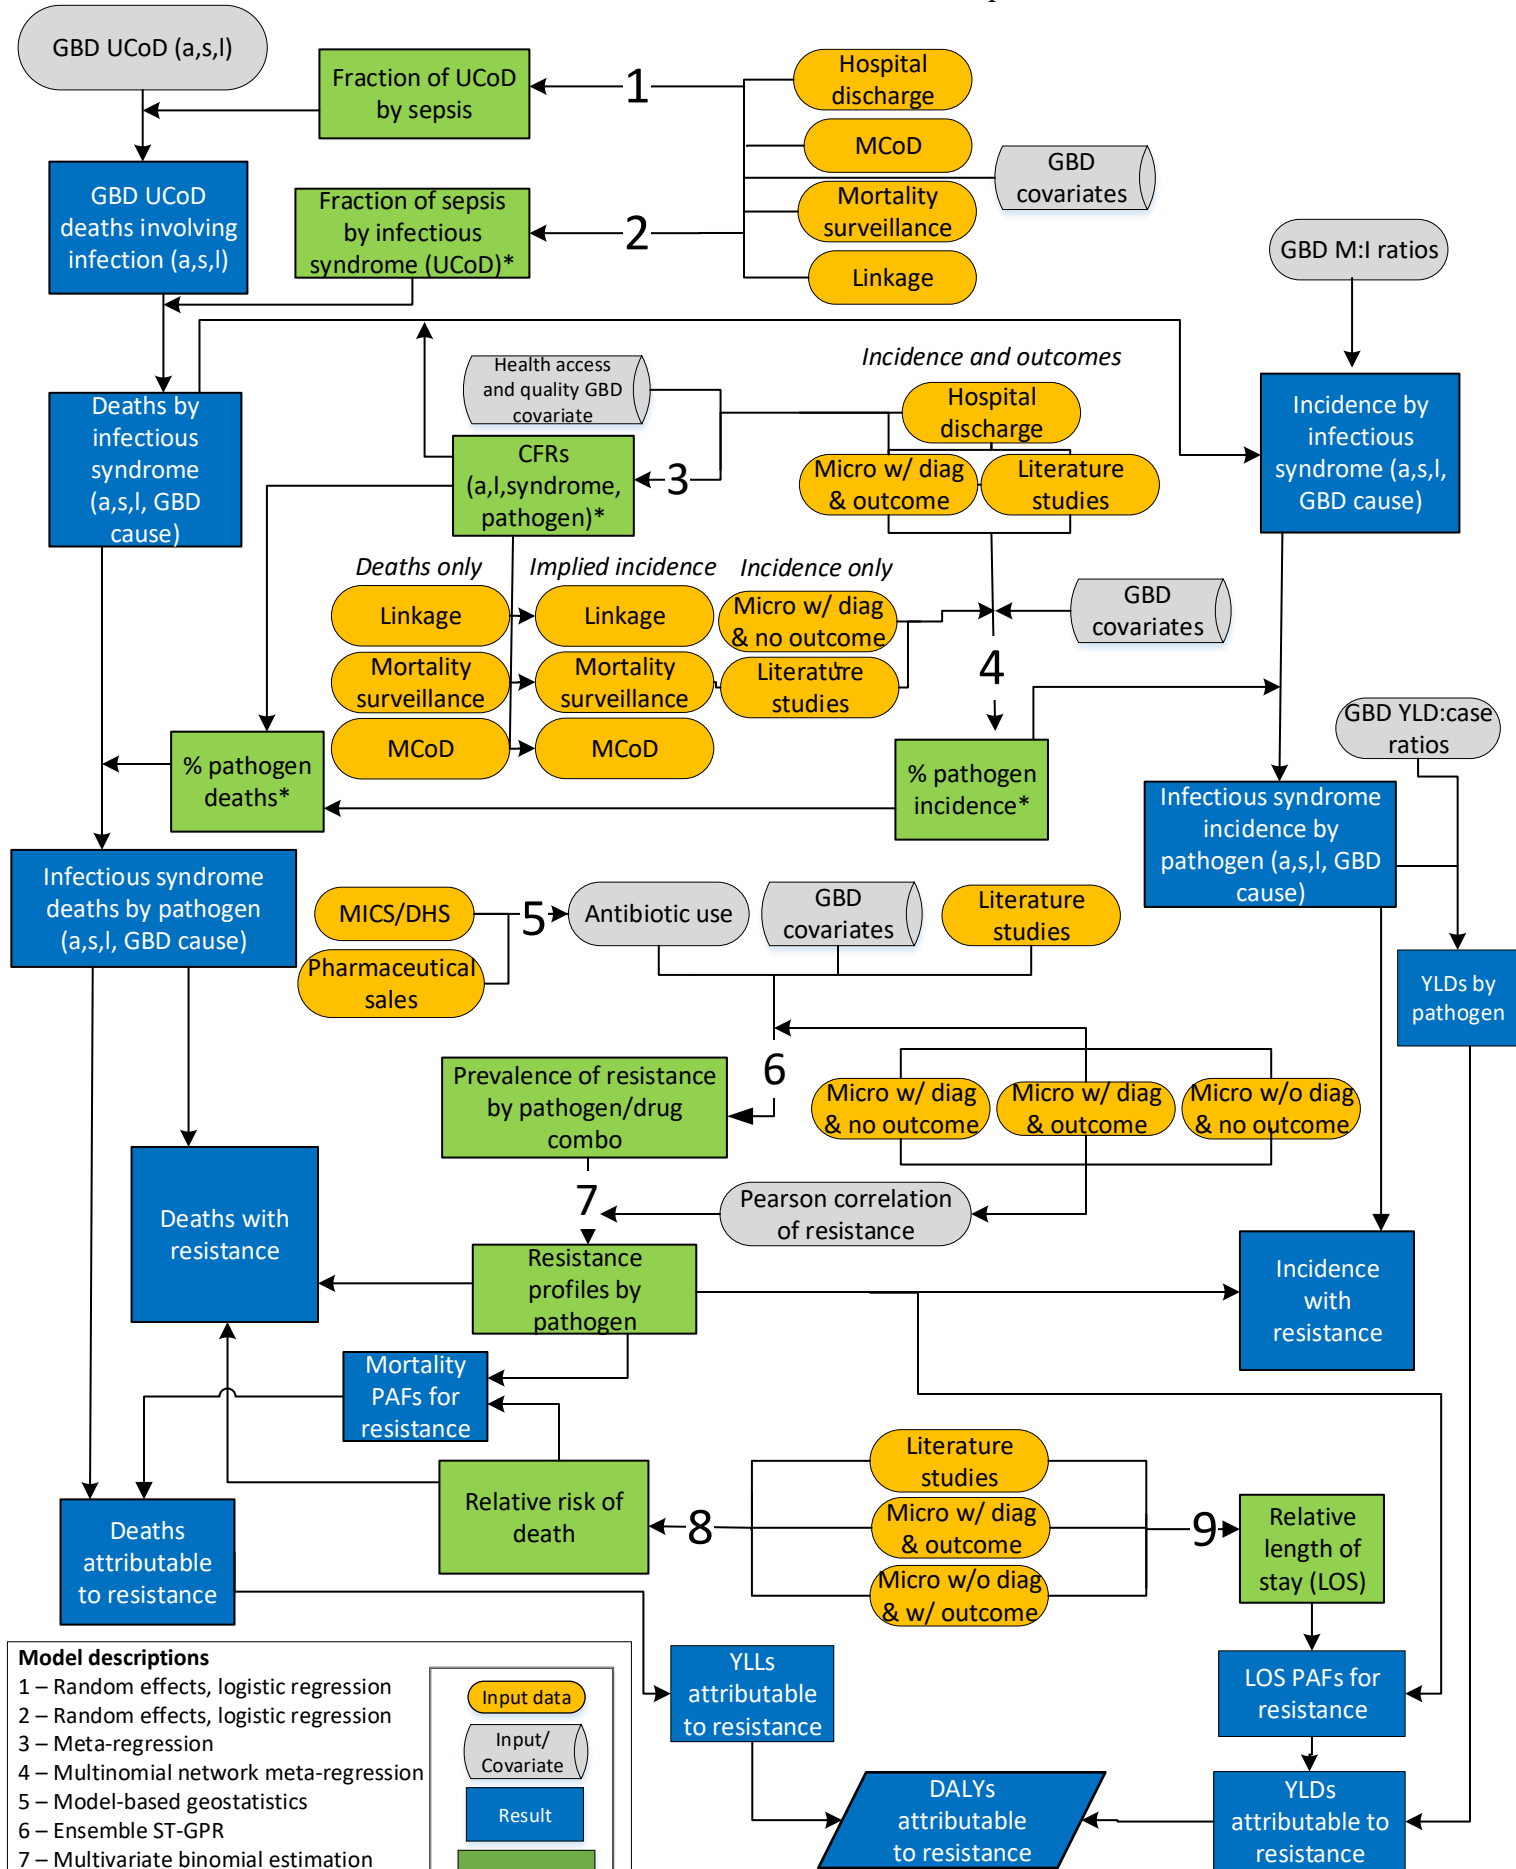 GBD UCoD (a,s,l)
Fraction of UCoD
by sepsis
1
Hospital
discharge
MCoD
GBD
covariates
GBD UCoD
deaths involving
infection (a,s,l)
Fraction of sepsis
by infectious
syndrome (UCoD)*
2
Mortality
surveillance
Linkage
GBD M:I ratios
Health access
and quality GBD
covariate
Incidence and outcomes
Hospital
discharge
Deaths by
infectious
syndrome
(a,s,l, GBD
cause)
CFRs
(a,l,syndrome,
pathogen)*
3
Micro w/ diag
& outcome
Literature
studies
Incidence by
infectious
syndrome (a,s,l,
GBD cause)
Deaths only
Implied incidence
Incidence only
Linkage
Linkage
Micro w/ diag
& no outcome
GBD
covariates
Mortality
surveillance
Mortality
surveillance
Literature
studies
4
MCoD
MCoD
GBD YLD:case
ratios
% pathogen
deaths*
% pathogen
incidence*
Infectious syndrome
incidence by
pathogen (a,s,l, GBD
cause)
Infectious syndrome
deaths by pathogen
(a,s,l, GBD cause)
MICS/DHS
5
Antibiotic use
GBD
covariates
Literature
studies
Pharmaceutical
sales
YLDs by
pathogen
Prevalence of resistance
by pathogen/drug
combo
6
Micro w/ diag
& no outcome
Micro w/ diag
& outcome
Micro w/o diag
& no outcome
7
Pearson correlation
of resistance
Deaths with
resistance
Resistance
profiles by
pathogen
Incidence
with
resistance
Mortality
PAFs for
resistance
Relative risk of
death
8
Literature
studies
Micro w/ diag
& outcome
Micro w/o diag
& w/ outcome
9
Relative
length of
stay (LOS)
Deaths
attributable
to resistance
YLLs
attributable
to resistance
LOS PAFs for
resistance
DALYs
attributable
to resistance
YLDs
attributable to
resistance
Model descriptions
1 – Random effects, logistic regression
2 – Random effects, logistic regression
3 – Meta-regression
4 – Multinomial network meta-regression
5 – Model-based geostatistics
6 – Ensemble ST-GPR
7 – Multivariate binomial estimation
Input data
Input/
Covariate
Result